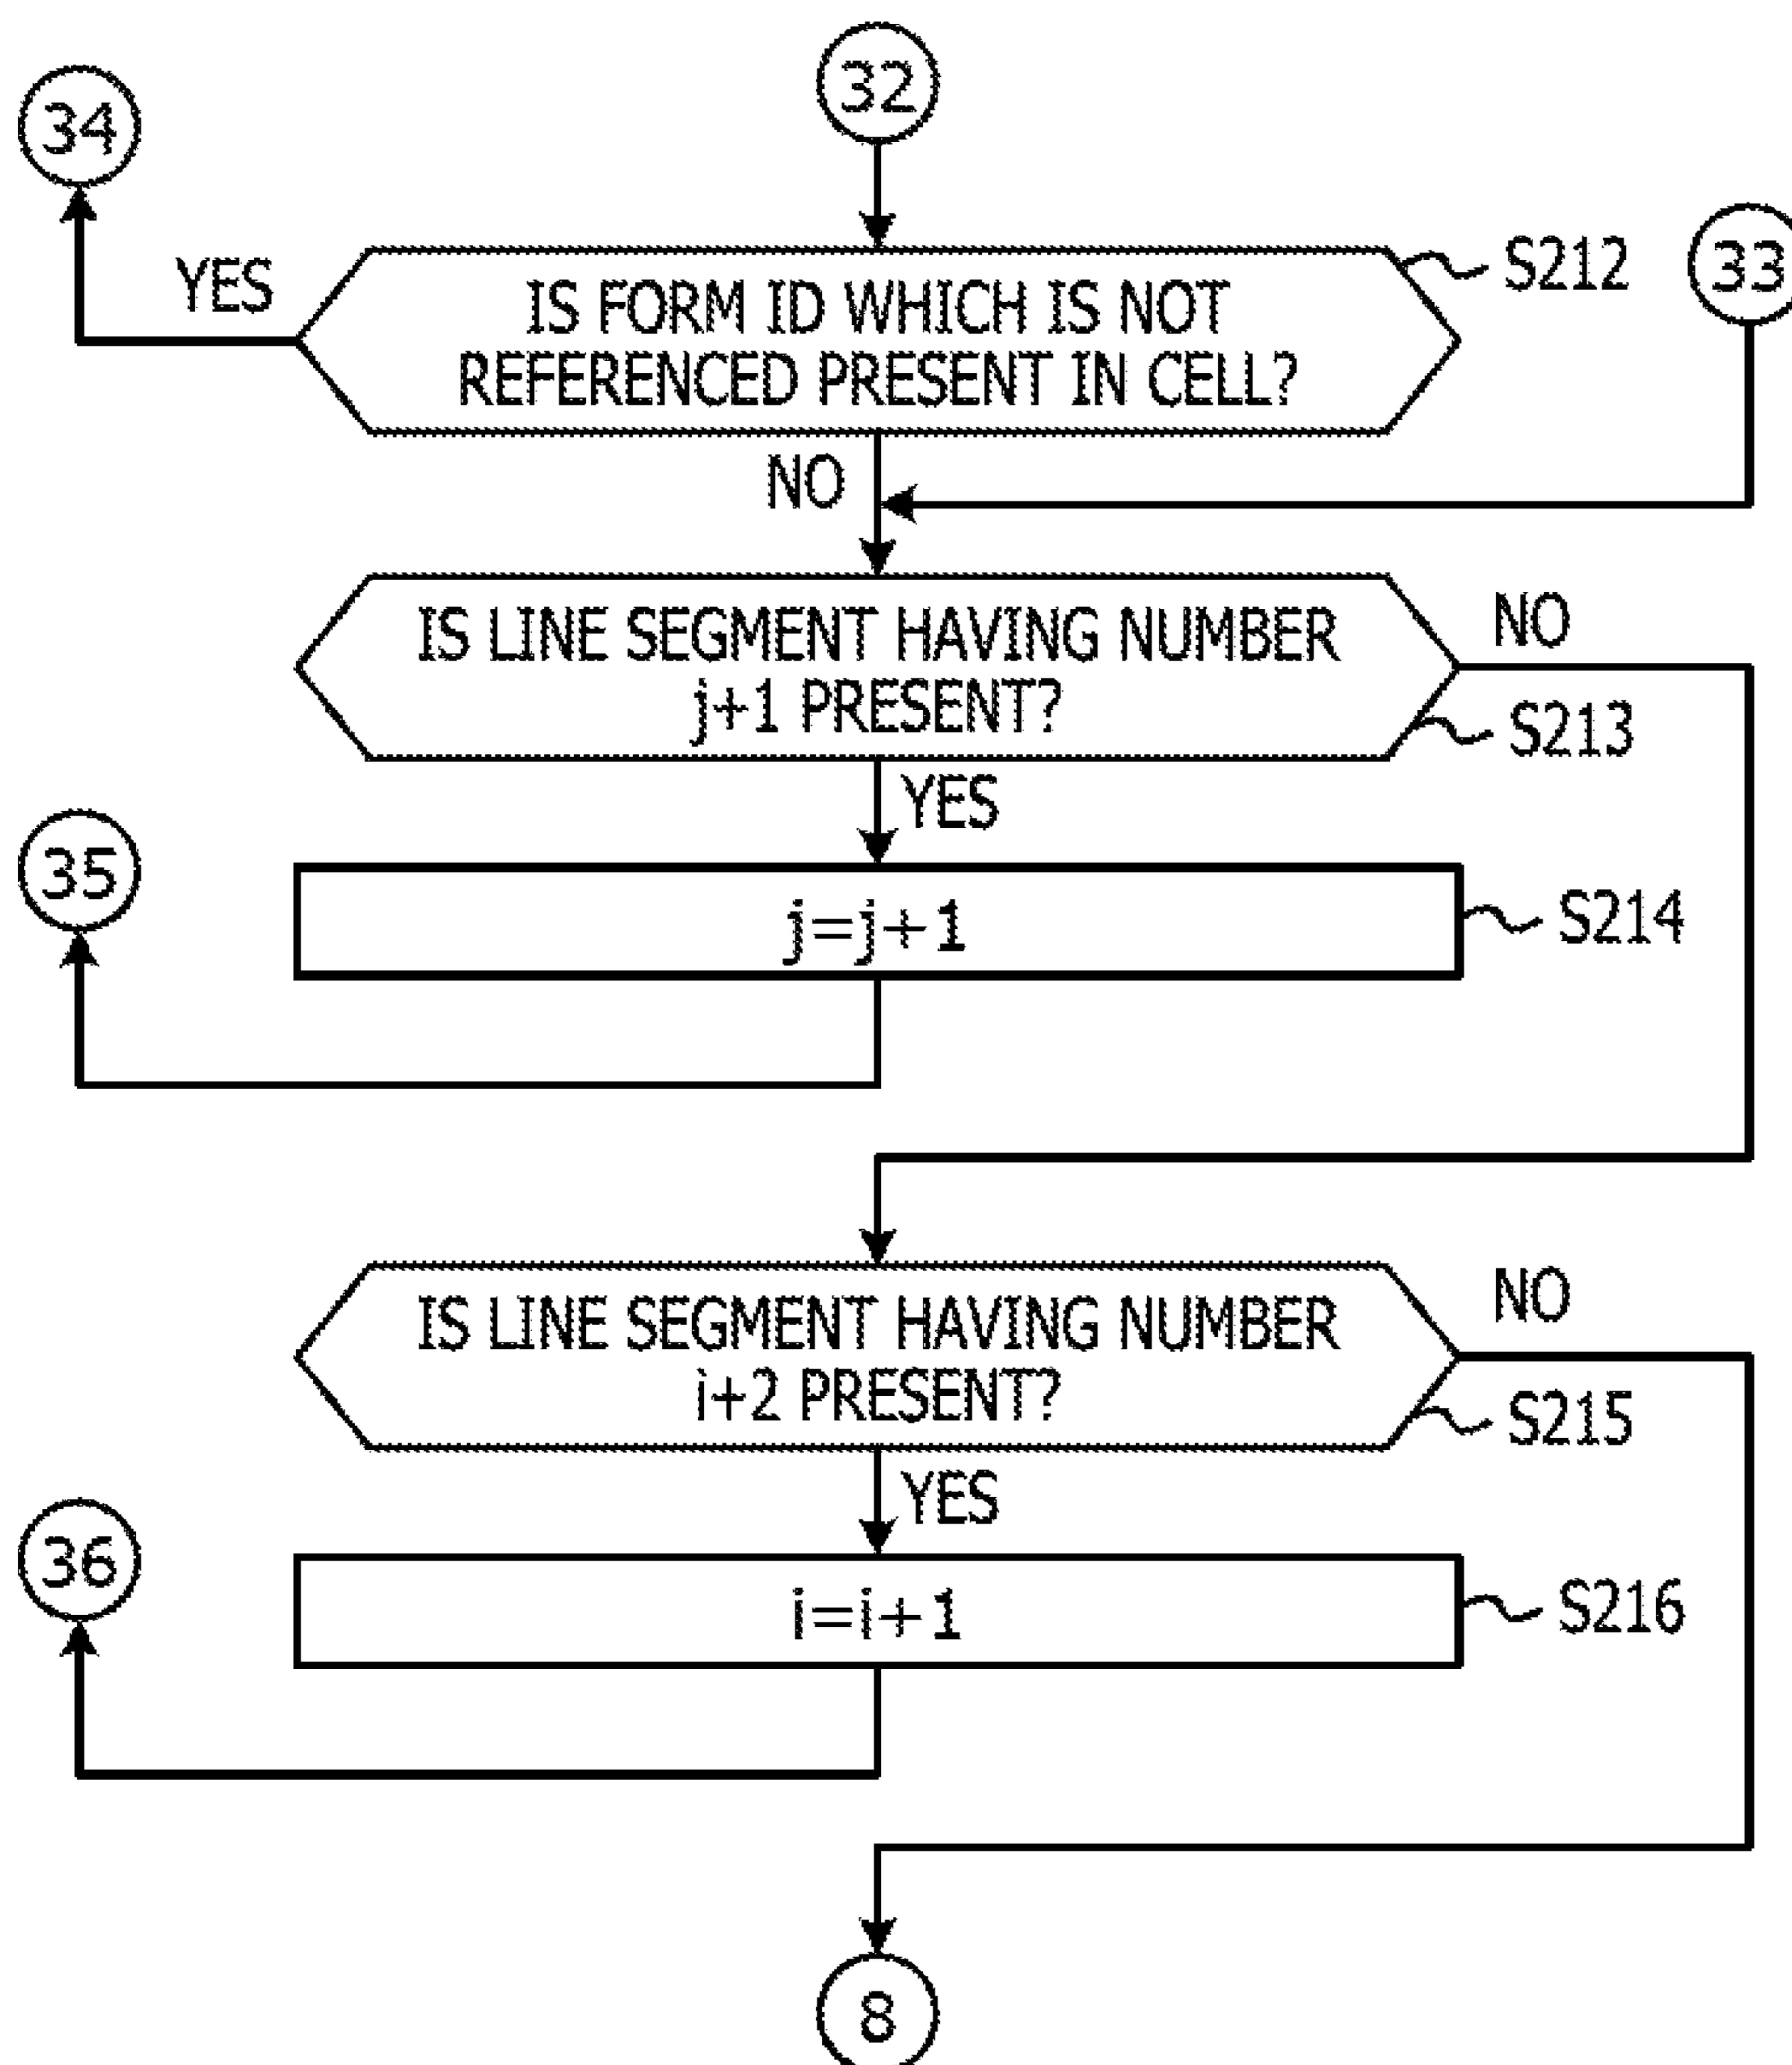 32
34
YES
IS FORM ID WHICH IS NOT
REFERENCED PRESENT IN CELL?
S212
33
NO
IS LINE SEGMENT HAVING NUMBER
j+1 PRESENT?
NO
S213
YES
35
j=j+1
S214
IS LINE SEGMENT HAVING NUMBER
i+2 PRESENT?
NO
S215
YES
36
i=i+1
S216
8